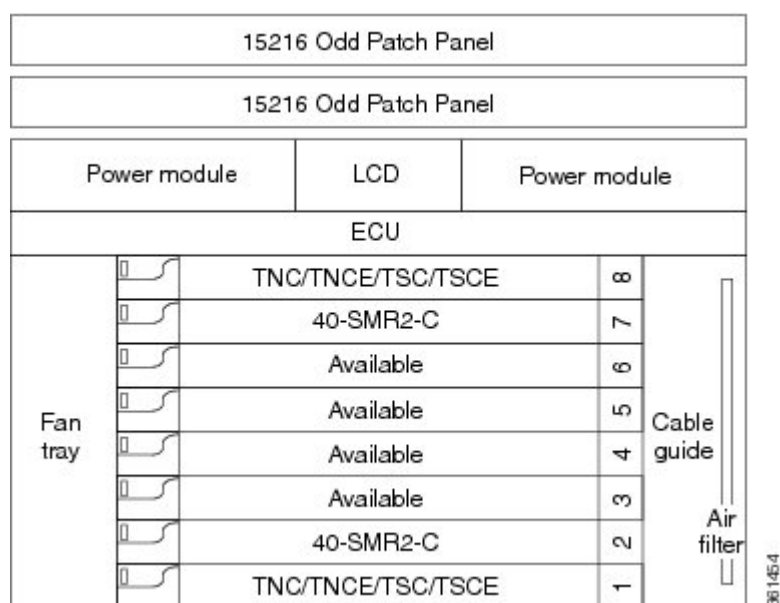 15216 Odd Patch Panel
15216 Odd Patch Panel
Power module LCD Power module
ECU
TNC/TNCE/TSC/TSCE 8
40-SMR2-C 7
Available 6
Available 5
Available 4
Available 3
40-SMR2-C 2
TNC/TNCE/TSC/TSCE 1
Fan
tray
Cable
guide
Air
filter
361454